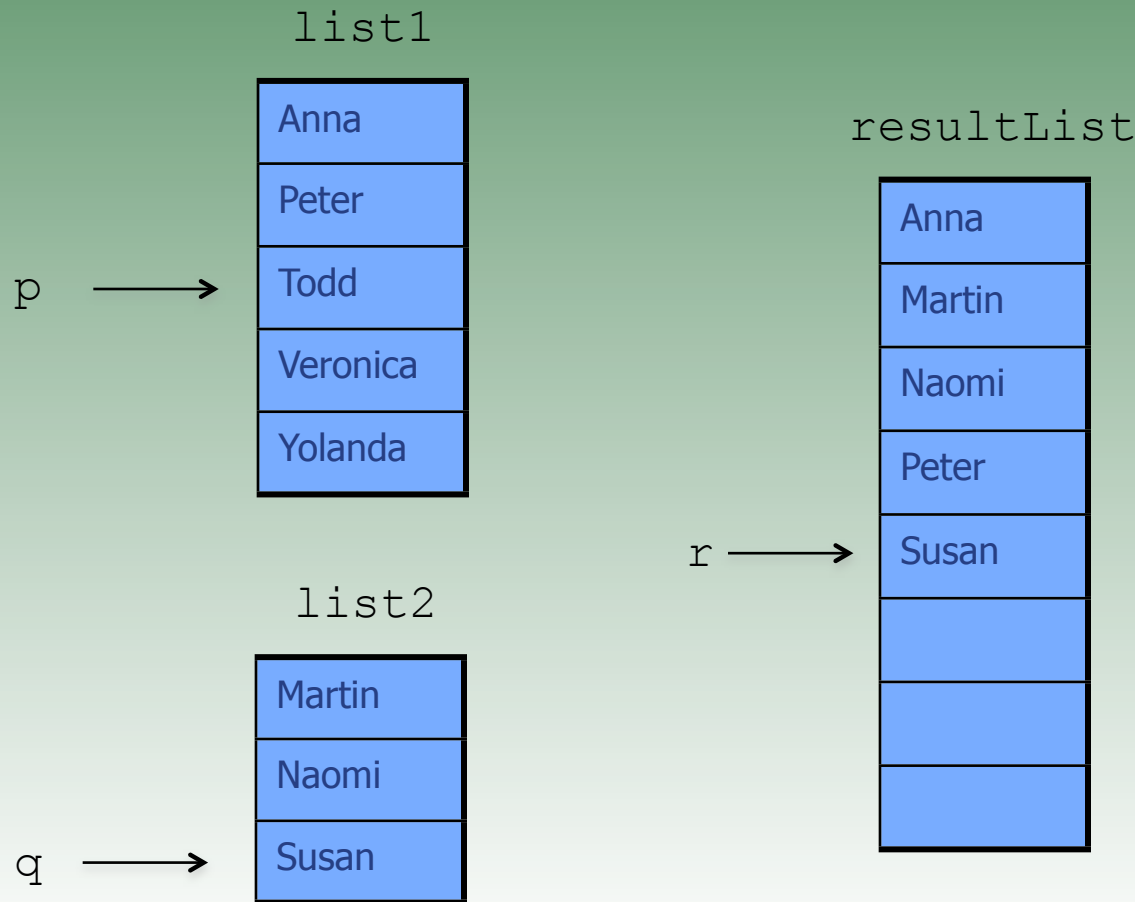 list1
Anna
Peter
p
Todd
Veronica
Yolanda
list2
Martin
Naomi
q
Susan
resultList
Anna
Martin
Naomi
Peter
r
Susan